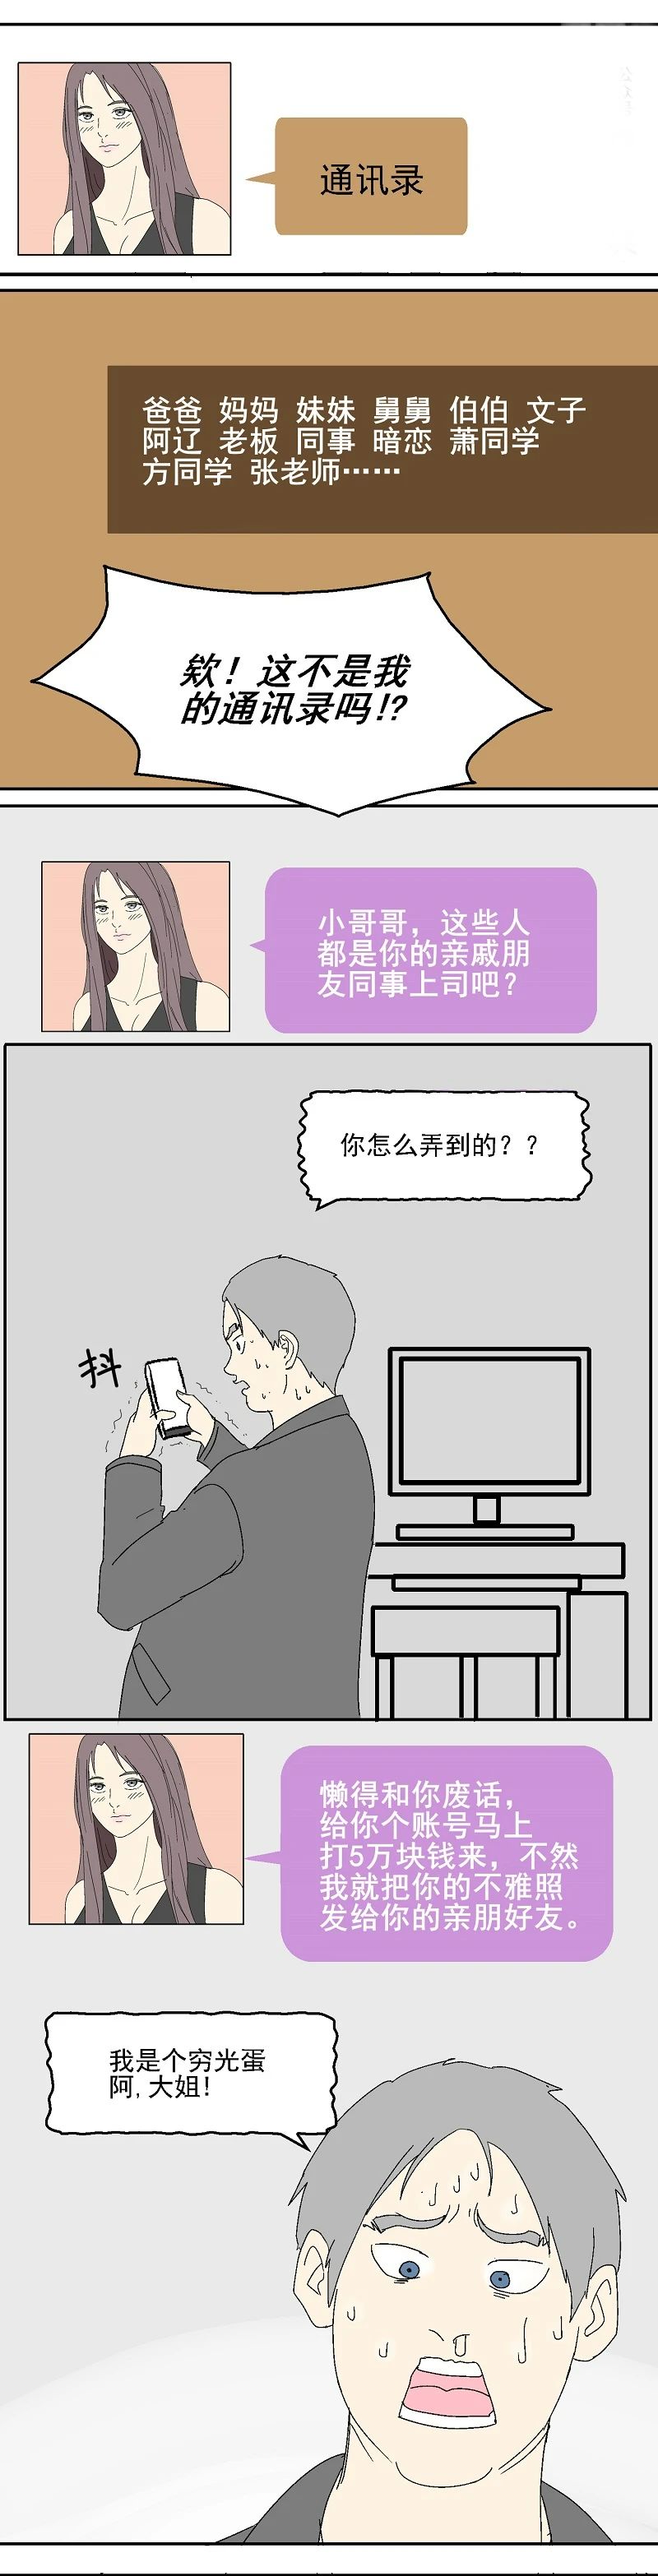 通讯录
爸爸 妈妈 妹妹 舅舅 伯伯 文子
阿辽 老板 同事 暗恋 萧同学
方同学 张老师……
欸！这不是我
的通讯录吗!?
小哥哥，这些人
都是你的亲戚朋
友同事上司吧？
你怎么弄到的？？
抖
懒得和你废话，
给你个账号马上
打5万块钱来，不然
我就把你的不雅照
发给你的亲朋好友。
我是个穷光蛋
阿,大姐!